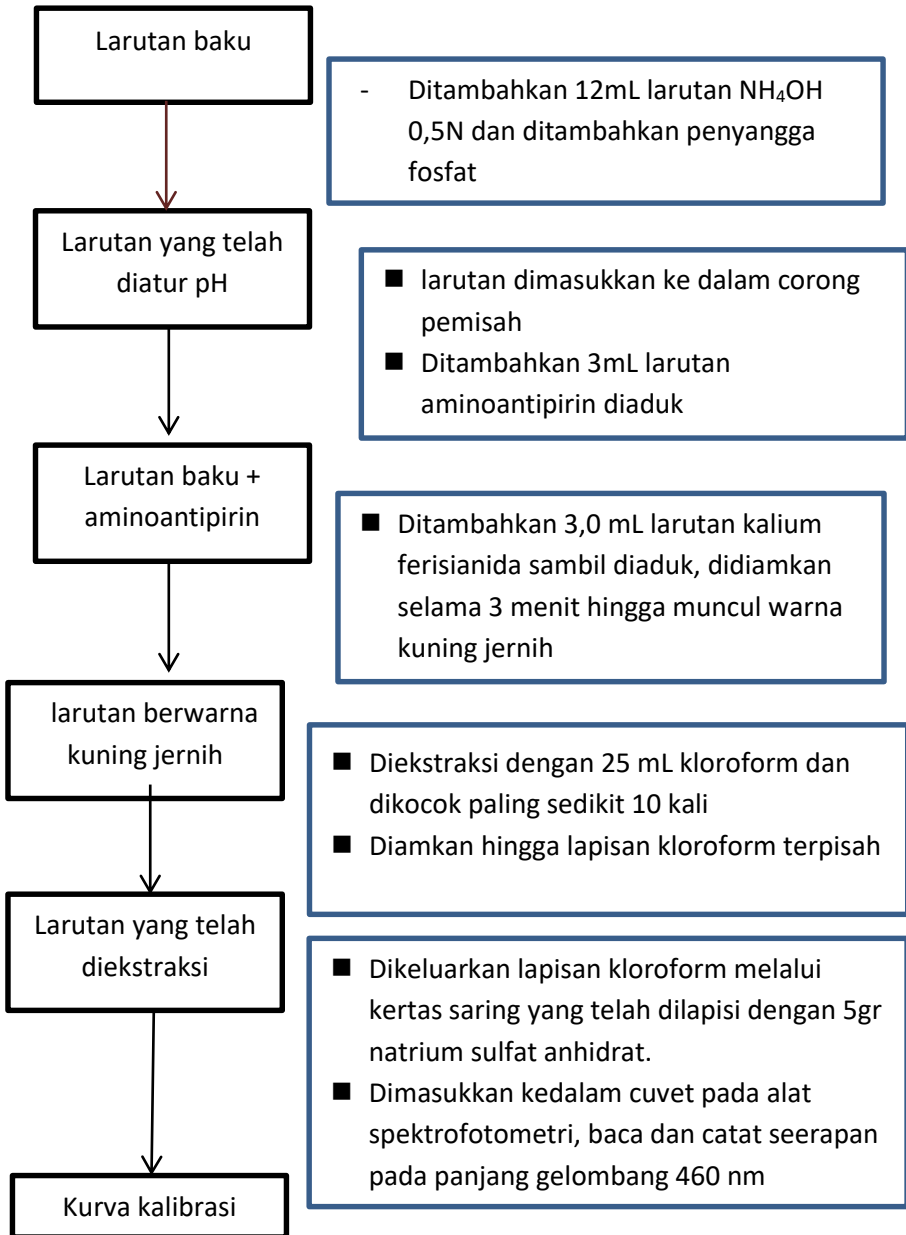 Larutan baku
- Ditambahkan 12mL larutan NH₄OH
0,5N dan ditambahkan penyangga
fosfat
Larutan yang telah
diatur pH
■ larutan dimasukkan ke dalam corong
pemisah
■ Ditambahkan 3mL larutan
aminoantipirin diaduk
Larutan baku +
aminoantipirin
■ Ditambahkan 3,0 mL larutan kalium
ferisianida sambil diaduk, didiamkan
selama 3 menit hingga muncul warna
kuning jernih
larutan berwarna
kuning jernih
■ Diekstraksi dengan 25 mL kloroform dan
dikocok paling sedikit 10 kali
■ Diamkan hingga lapisan kloroform terpisah
Larutan yang telah
diekstraksi
■ Dikeluarkan lapisan kloroform melalui
kertas saring yang telah dilapisi dengan 5gr
natrium sulfat anhidrat.
■ Dimasukkan kedalam cuvet pada alat
spektrofotometri, baca dan catat seerapan
pada panjang gelombang 460 nm
Kurva kalibrasi